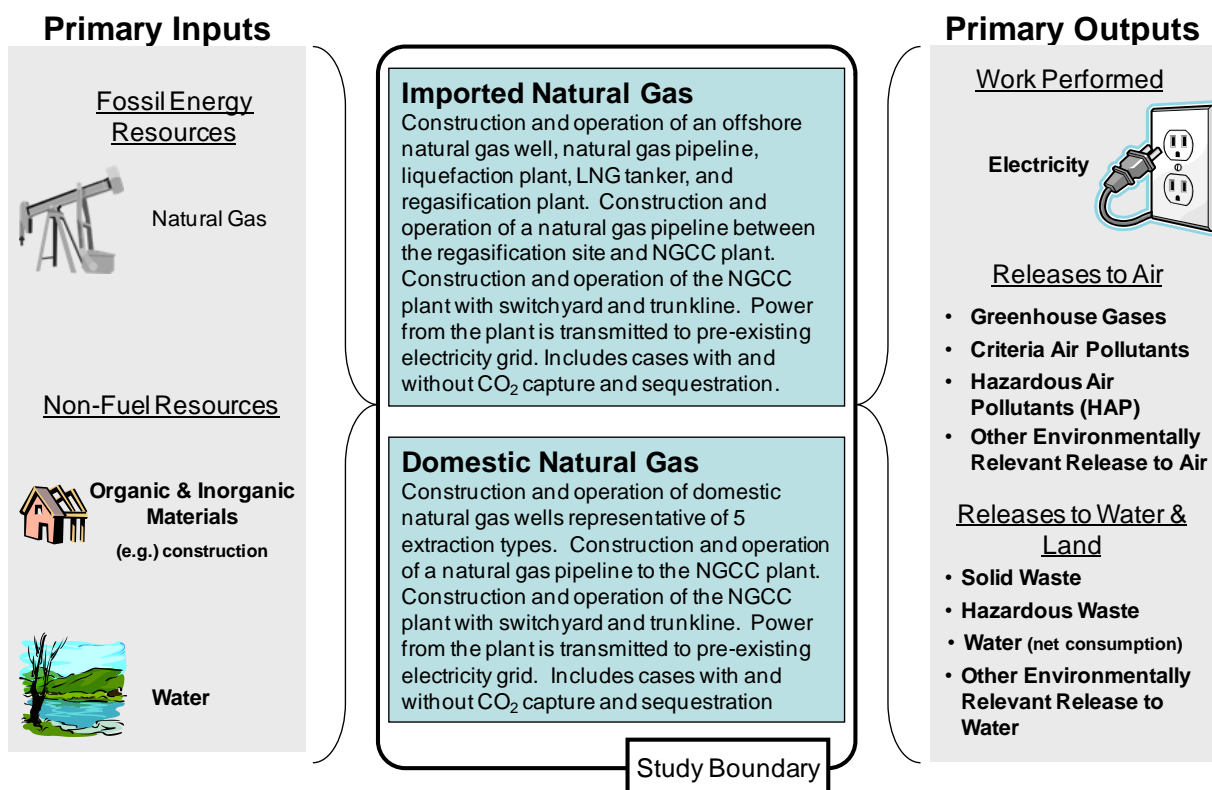 Primary Inputs
Fossil Energy
Resources
Natural Gas
Non-Fuel Resources
Organic & Inorganic
Materials
(e.g.) construction
Water
Imported Natural Gas
Construction and operation of an offshore
natural gas well, natural gas pipeline,
liquefaction plant, LNG tanker, and
regasification plant. Construction and
operation of a natural gas pipeline between
the regasification site and NGCC plant.
Construction and operation of the NGCC
plant with switchyard and trunkline. Power
from the plant is transmitted to pre-existing
electricity grid. Includes cases with and
without CO₂ capture and sequestration.
Domestic Natural Gas
Construction and operation of domestic
natural gas wells representative of 5
extraction types. Construction and operation
of a natural gas pipeline to the NGCC plant.
Construction and operation of the NGCC
plant with switchyard and trunkline. Power
from the plant is transmitted to pre-existing
electricity grid. Includes cases with and
without CO₂ capture and sequestration
Study Boundary
Primary Outputs
Work Performed
Electricity
Releases to Air
• Greenhouse Gases
• Criteria Air Pollutants
• Hazardous Air
Pollutants (HAP)
• Other Environmentally
Relevant Release to Air
Releases to Water &
Land
• Solid Waste
• Hazardous Waste
• Water (net consumption)
• Other Environmentally
Relevant Release to
Water